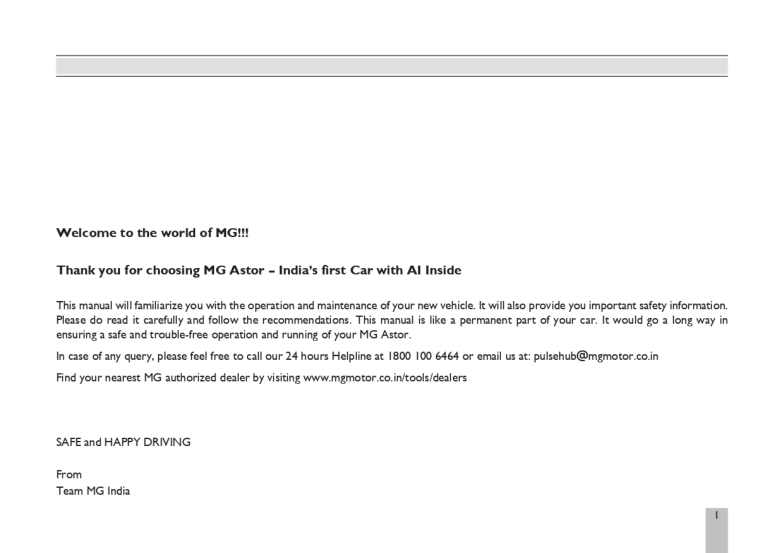 Welcome to the world of MG!!!
Thank you for choosing MG Astor – India's first Car with AI Inside
This manual will familiarize you with the operation and maintenance of your new vehicle. It will also provide you important safety information.
Please do read it carefully and follow the recommendations. This manual is like a permanent part of your car. It would go a long way in
ensuring a safe and trouble-free operation and running of your MG Astor.
In case of any query, please feel free to call our 24 hours Helpline at 1800 100 6464 or email us at: pulsehub@mgmotor.co.in
Find your nearest MG authorized dealer by visiting www.mgmotor.co.in/tools/dealers
SAFE and HAPPY DRIVING
From
Team MG India
1